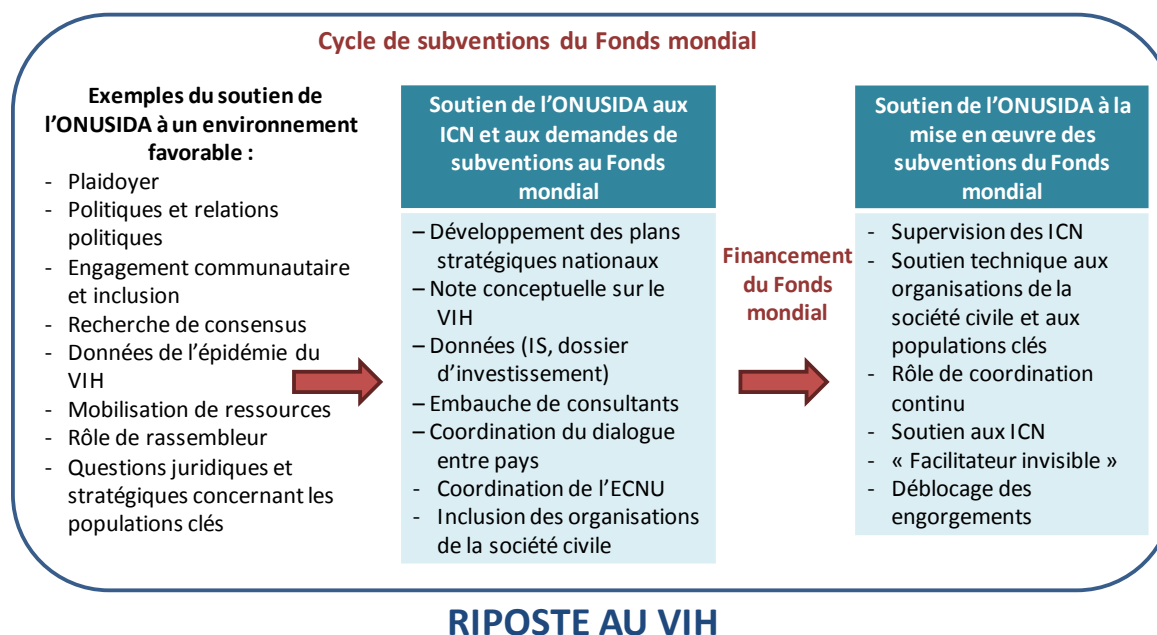 Cycle de subventions du Fonds mondial
Exemples du soutien de
l’ONUSIDA à un environnement
favorable :
- Plaidoyer
- Politiques et relations
politiques
- Engagement communautaire
et inclusion
- Recherche de consensus
- Données de l’épidémie du
VIH
- Mobilisation de ressources
- Rôle de rassembleur
- Questions juridiques et
stratégiques concernant les
populations clés
Soutien de l’ONUSIDA aux
ICN et aux demandes de
subventions au Fonds
mondial
– Développement des plans
stratégiques nationaux
– Note conceptuelle sur le
VIH
– Données (IS, dossier
d’investissement)
– Embauche de consultants
– Coordination du dialogue
entre pays
- Coordination de l’ECNU
- Inclusion des organisations
de la société civile
Financement
du Fonds
mondial
Soutien de l’ONUSIDA à la
mise en œuvre des
subventions du Fonds
mondial
- Supervision des ICN
- Soutien technique aux
organisations de la
société civile et aux
populations clés
- Rôle de coordination
continu
- Soutien aux ICN
- « Facilitateur invisible »
- Déblocage des
engorgements
RIPOSTE AU VIH